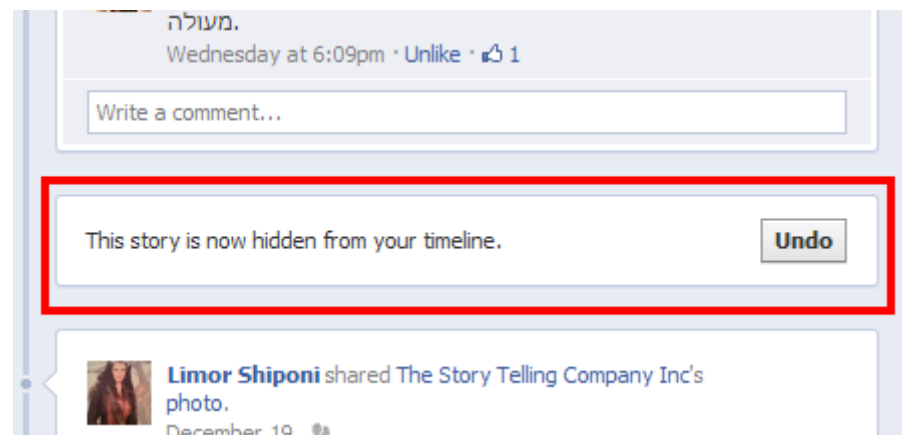 מעולה.
Wednesday at 6:09pm · Unlike · 1
Write a comment...
This story is now hidden from your timeline. Undo
Limor Shiponi shared The Story Telling Company Inc's
photo.
December 19